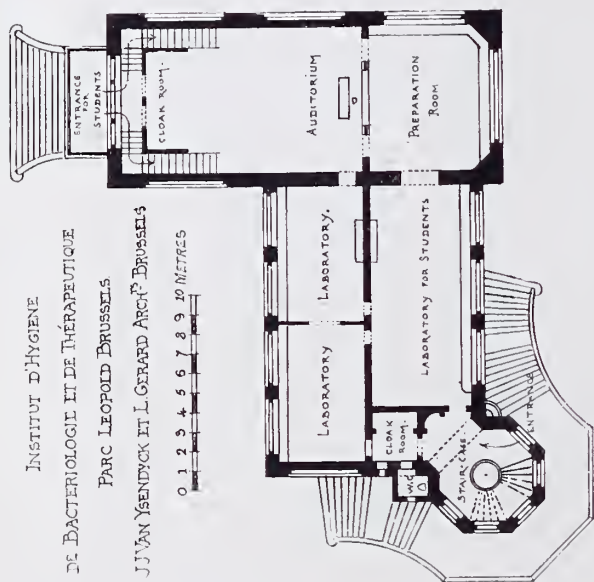 INSTITUT D'HYGIENE
DE BACTERIOLOGIE ET DE THÉRAPEUTIQUE
PARC LEOPOLD BRUSSELS.
J.J VAN YSENDYCK ET L. GERARD ARCHTS BRUSSELS
0 1 2 3 4 5 6 7 8 9 10 METRES
ENTRANCE
FOR
STUDENTS
CLOAK ROOM.
AUDITORIUM
PREPARATION
ROOM
LABORATORY.
LABORATORY
LABORATORY FOR STUDENTS
CLOAK
ROOM.
W.C
STAIR-CASE
A
ENTRANCE